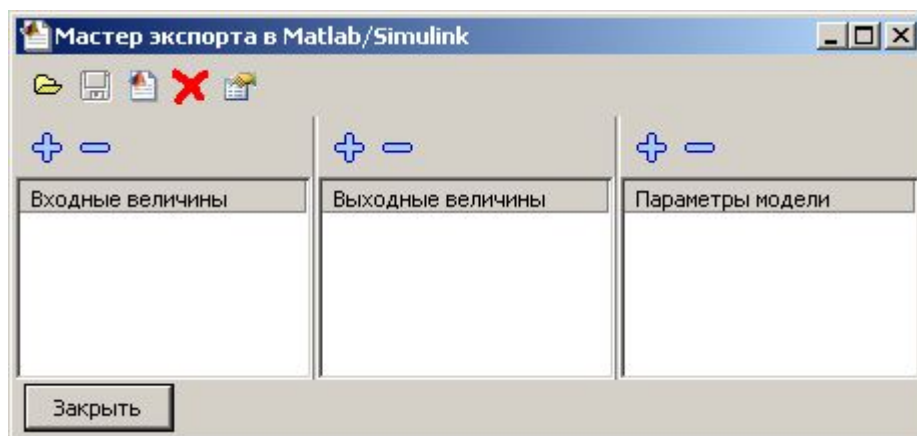 Мастер экспорта в Matlab/Simulink
Входные величины Выходные величины Параметры модели
Закрыть